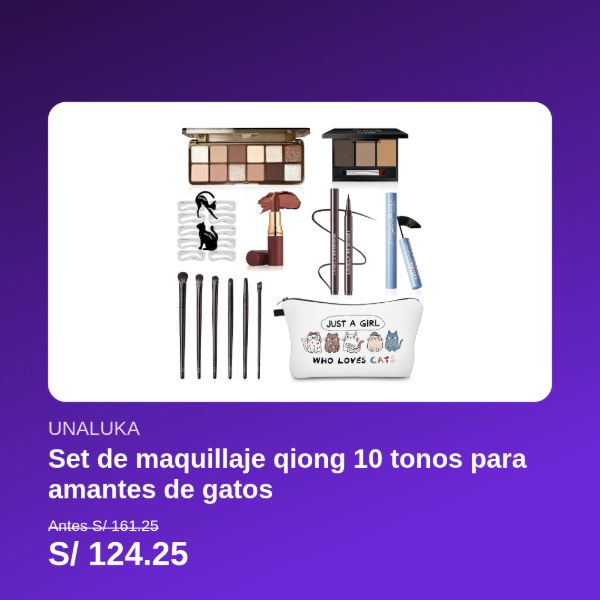 JUST A GIRL
WHO LOVES CATS
UNALUKA
Set de maquillaje qiong 10 tonos para
amantes de gatos
Antes S/ 161.25
S/ 124.25